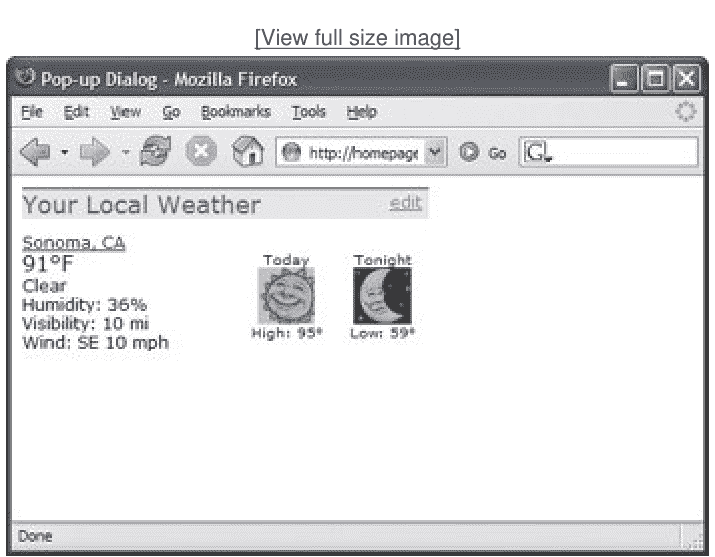 [View full size image]
Pop-up Dialog - Mozilla Firefox
File Edit View Go Bookmarks Tools Help
http://homepage Go G
Your Local Weather edit
Sonoma, CA
91°F
Clear
Humidity: 36%
Visibility: 10 mi
Wind: SE 10 mph
Today Tonight
High: 95° Low: 59°
Done